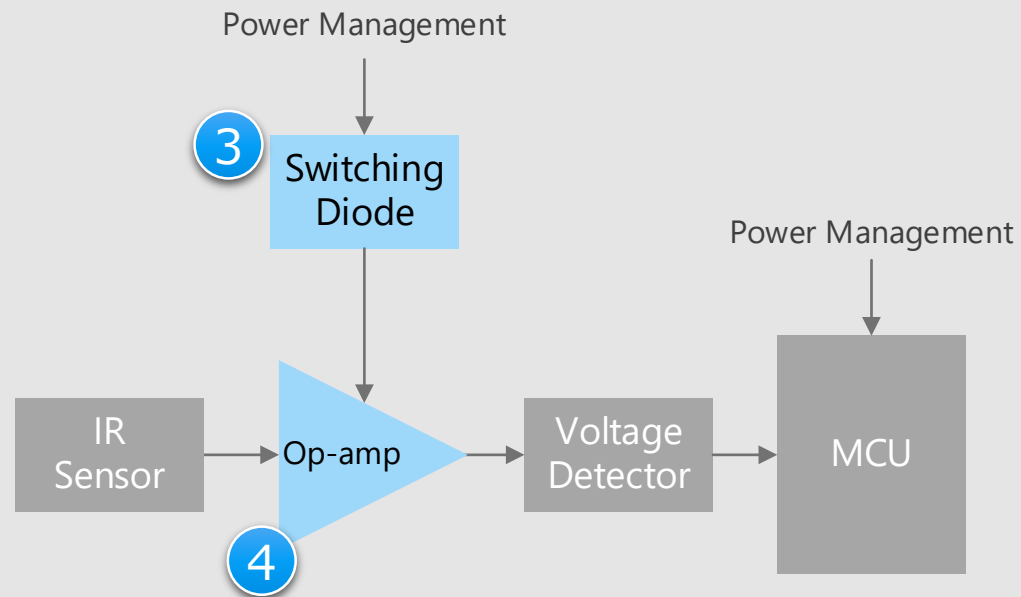 Power Management
3
Switching
Diode
Power Management
IR
Sensor
Op-amp
Voltage
Detector
MCU
4